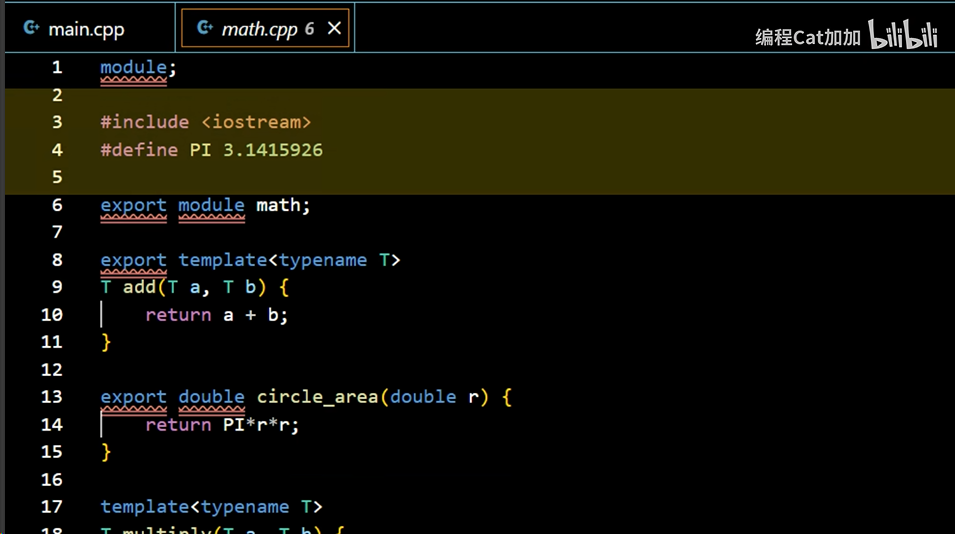 main.cpp
math.cpp 6
编程Cat加加 bilibili
1 module;
2
3 #include <iostream>
4 #define PI 3.1415926
5
6 export module math;
7
8 export template<typename T>
9 T add(T a, T b) {
10 return a + b;
11 }
12
13 export double circle_area(double r) {
14 return PI*r*r;
15 }
16
17 template<typename T>
18 T multiply(T a, T b) {